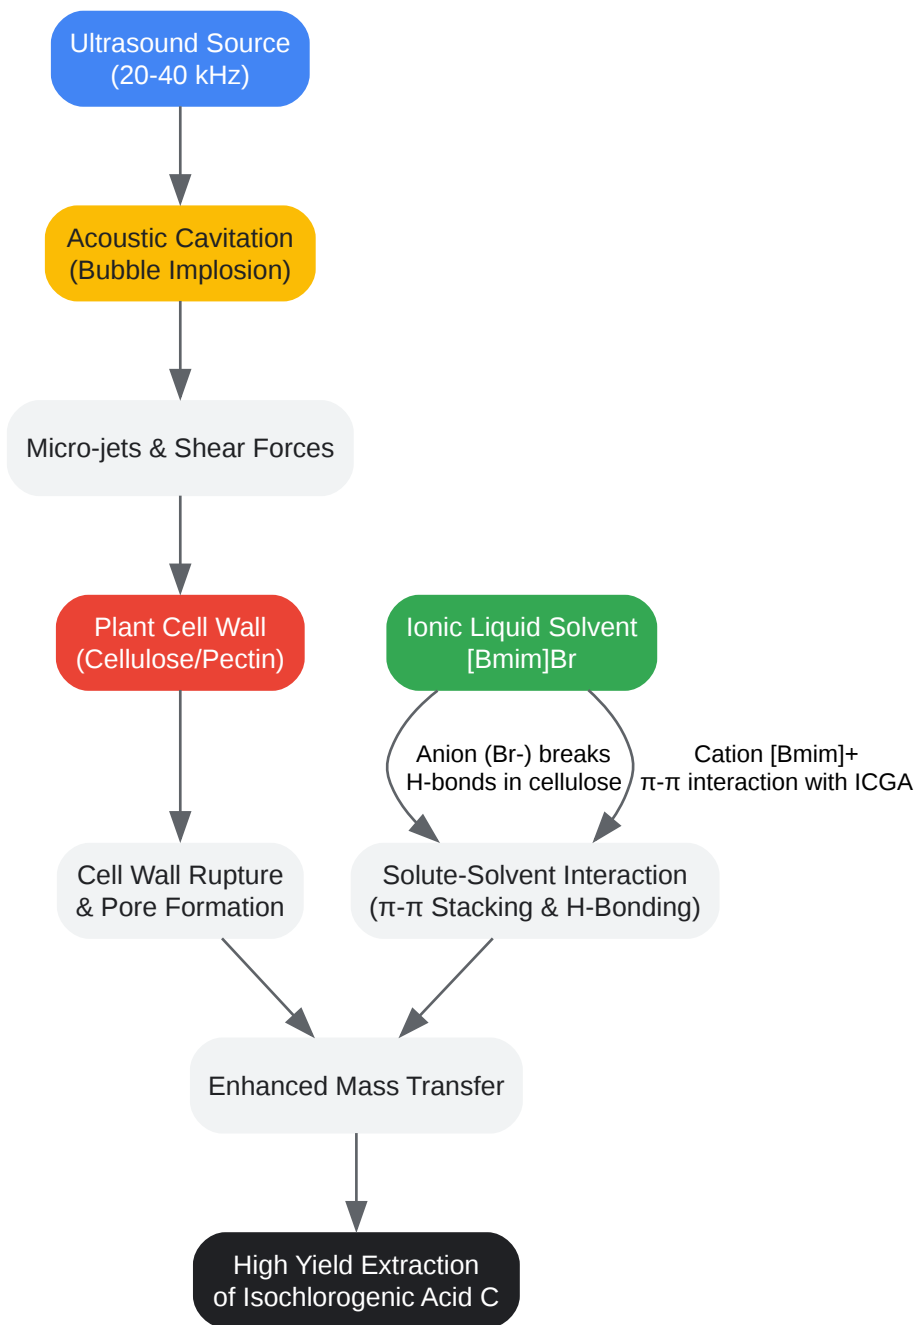 Ultrasound Source
(20-40 kHz)
Acoustic Cavitation
(Bubble Implosion)
Micro-jets & Shear Forces
Plant Cell Wall
(Cellulose/Pectin)
Ionic Liquid Solvent
[Bmim]Br
Anion (Br-) breaks
H-bonds in cellulose
Cation [Bmim]+
π-π interaction with ICGA
Cell Wall Rupture
& Pore Formation
Solute-Solvent Interaction
(π-π Stacking & H-Bonding)
Enhanced Mass Transfer
High Yield Extraction
of Isochlorogenic Acid C